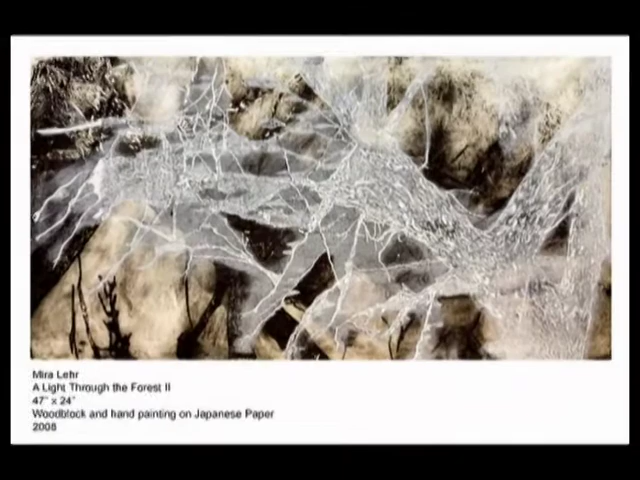 Mira Lehr
A Light Through the Forest II
47" x 24"
Woodblock and hand painting on Japanese Paper
2008